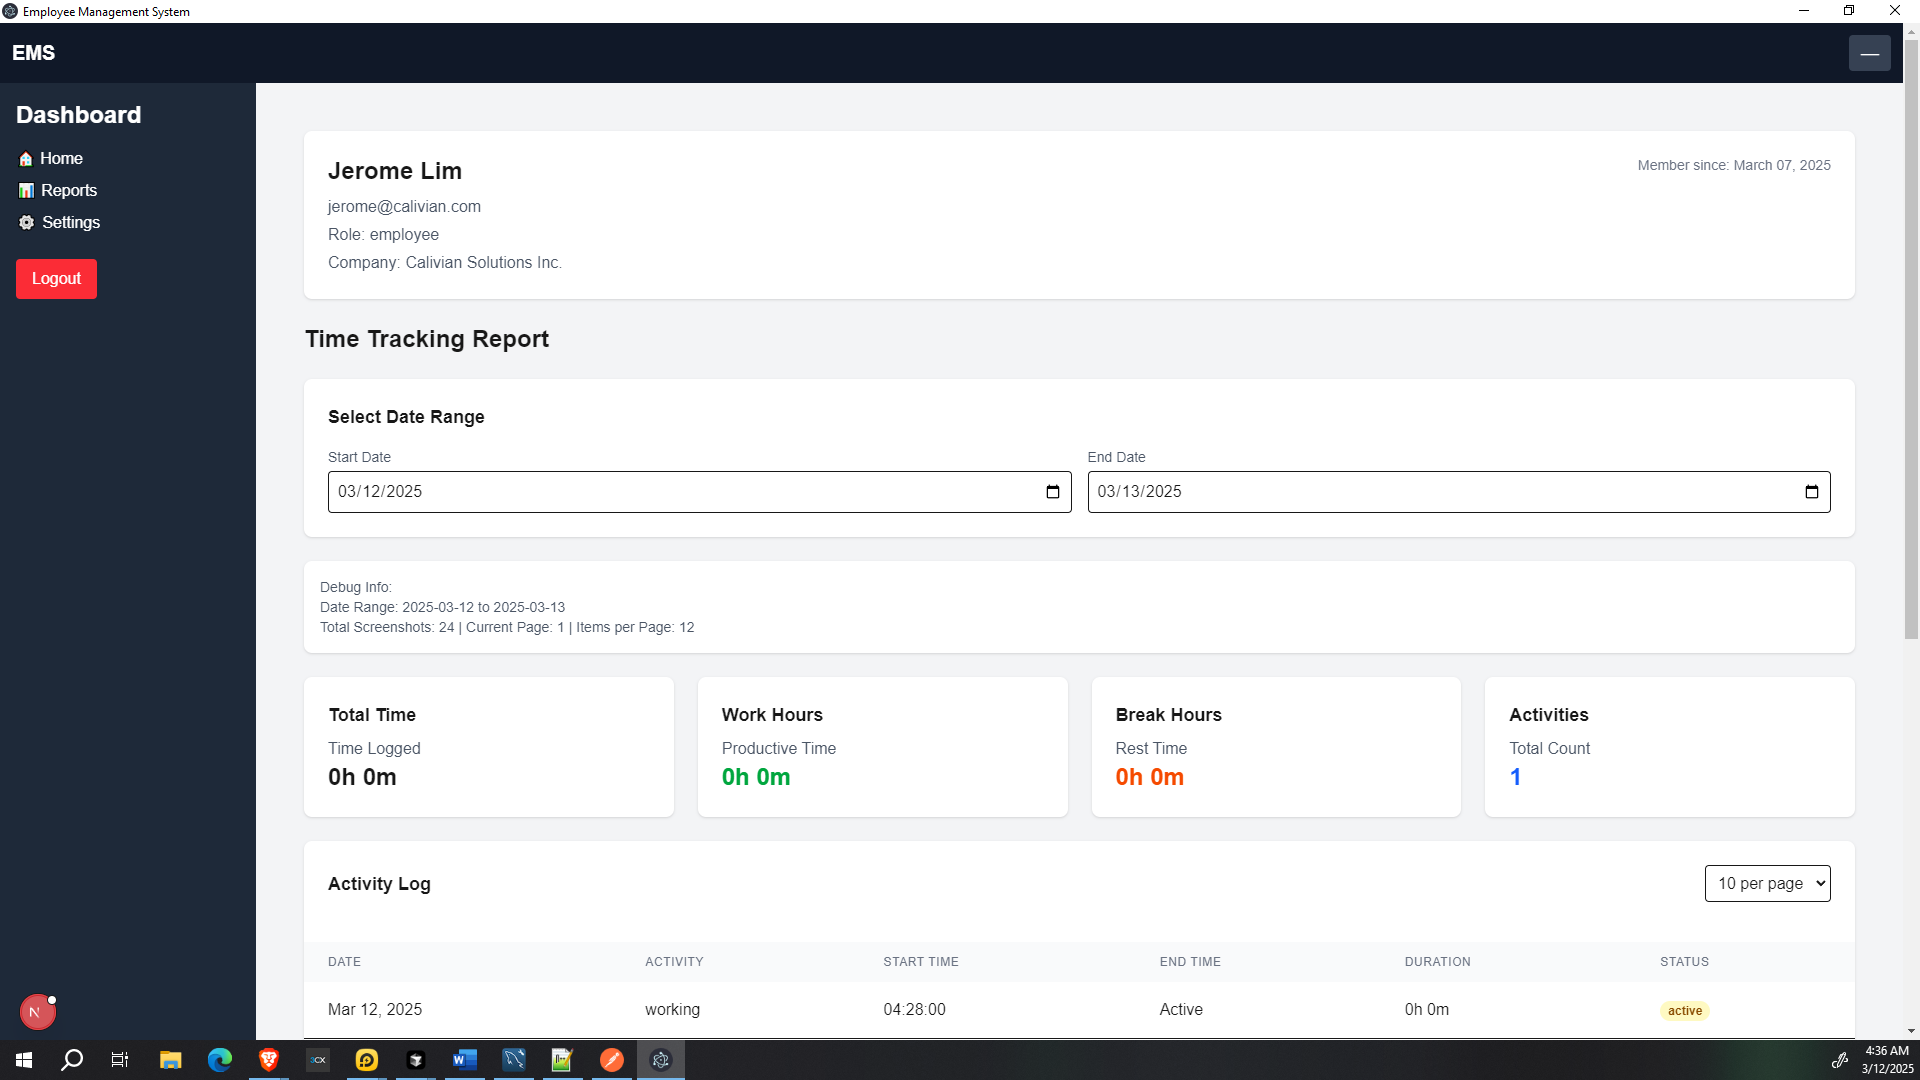 Employee Management System
EMS
—
Dashboard
Home
Reports
Settings
Logout
Jerome Lim
Member since: March 07, 2025
jerome@calivian.com
Role: employee
Company: Calivian Solutions Inc.
Time Tracking Report
Select Date Range
Start Date
End Date
03/12/2025
03/13/2025
Debug Info:
Date Range: 2025-03-12 to 2025-03-13
Total Screenshots: 24 | Current Page: 1 | Items per Page: 12
Total Time
Time Logged
0h 0m
Work Hours
Productive Time
0h 0m
Break Hours
Rest Time
0h 0m
Activities
Total Count
1
Activity Log
10 per page
DATE ACTIVITY START TIME END TIME DURATION STATUS
Mar 12, 2025 working 04:28:00 Active 0h 0m active
N
3CX
W
4:36 AM
3/12/2025